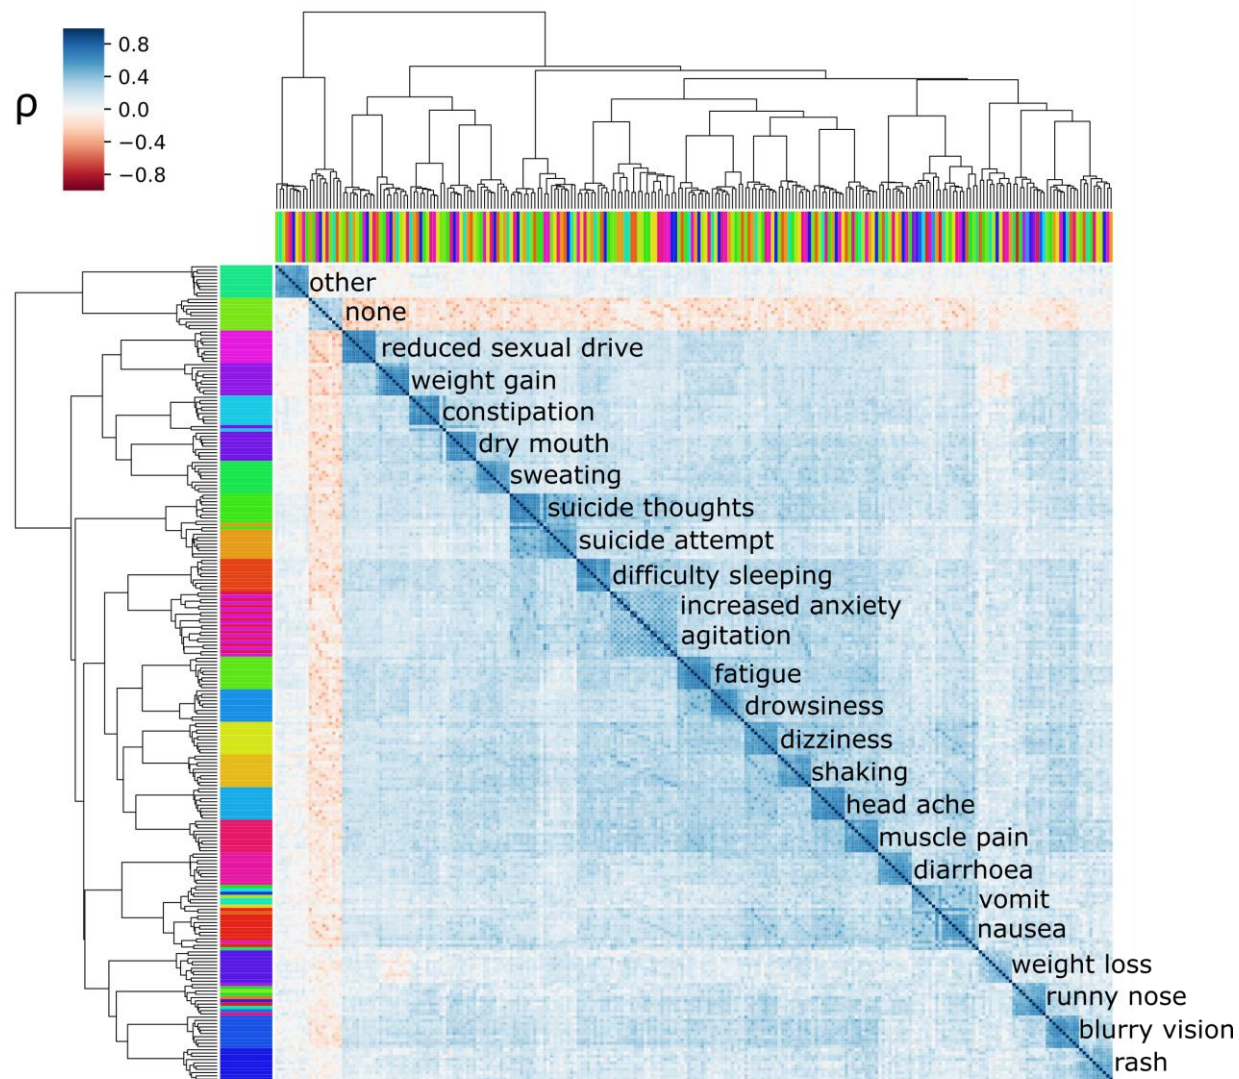 ρ
0.8
0.4
0.0
−0.4
−0.8
other
none
reduced sexual drive
weight gain
constipation
dry mouth
sweating
suicide thoughts
suicide attempt
difficulty sleeping
increased anxiety
agitation
fatigue
drowsiness
dizziness
shaking
head ache
muscle pain
diarrhoea
vomit
nausea
weight loss
runny nose
blurry vision
rash